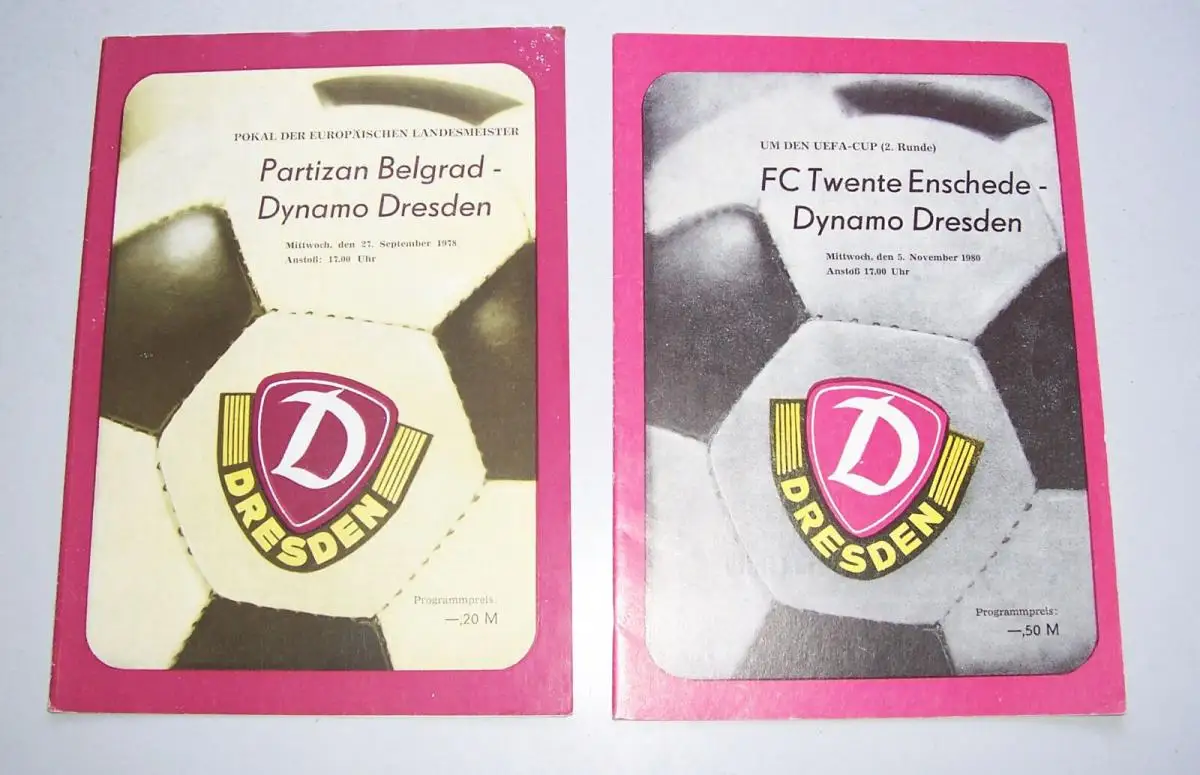 POKAL DER EUROPÄISCHEN LANDESMEISTER
Partizan Belgrad -
Dynamo Dresden
Mittwoch, den 27. September 1978
Anstoß: 17.00 Uhr
D
DRESDEN
Programmpreis:
—,20 M
UM DEN UEFA-CUP (2. Runde)
FC Twente Enschede -
Dynamo Dresden
Mittwoch, den 5. November 1980
Anstoß 17.00 Uhr
D
DRESDEN
Programmpreis:
—,50 M